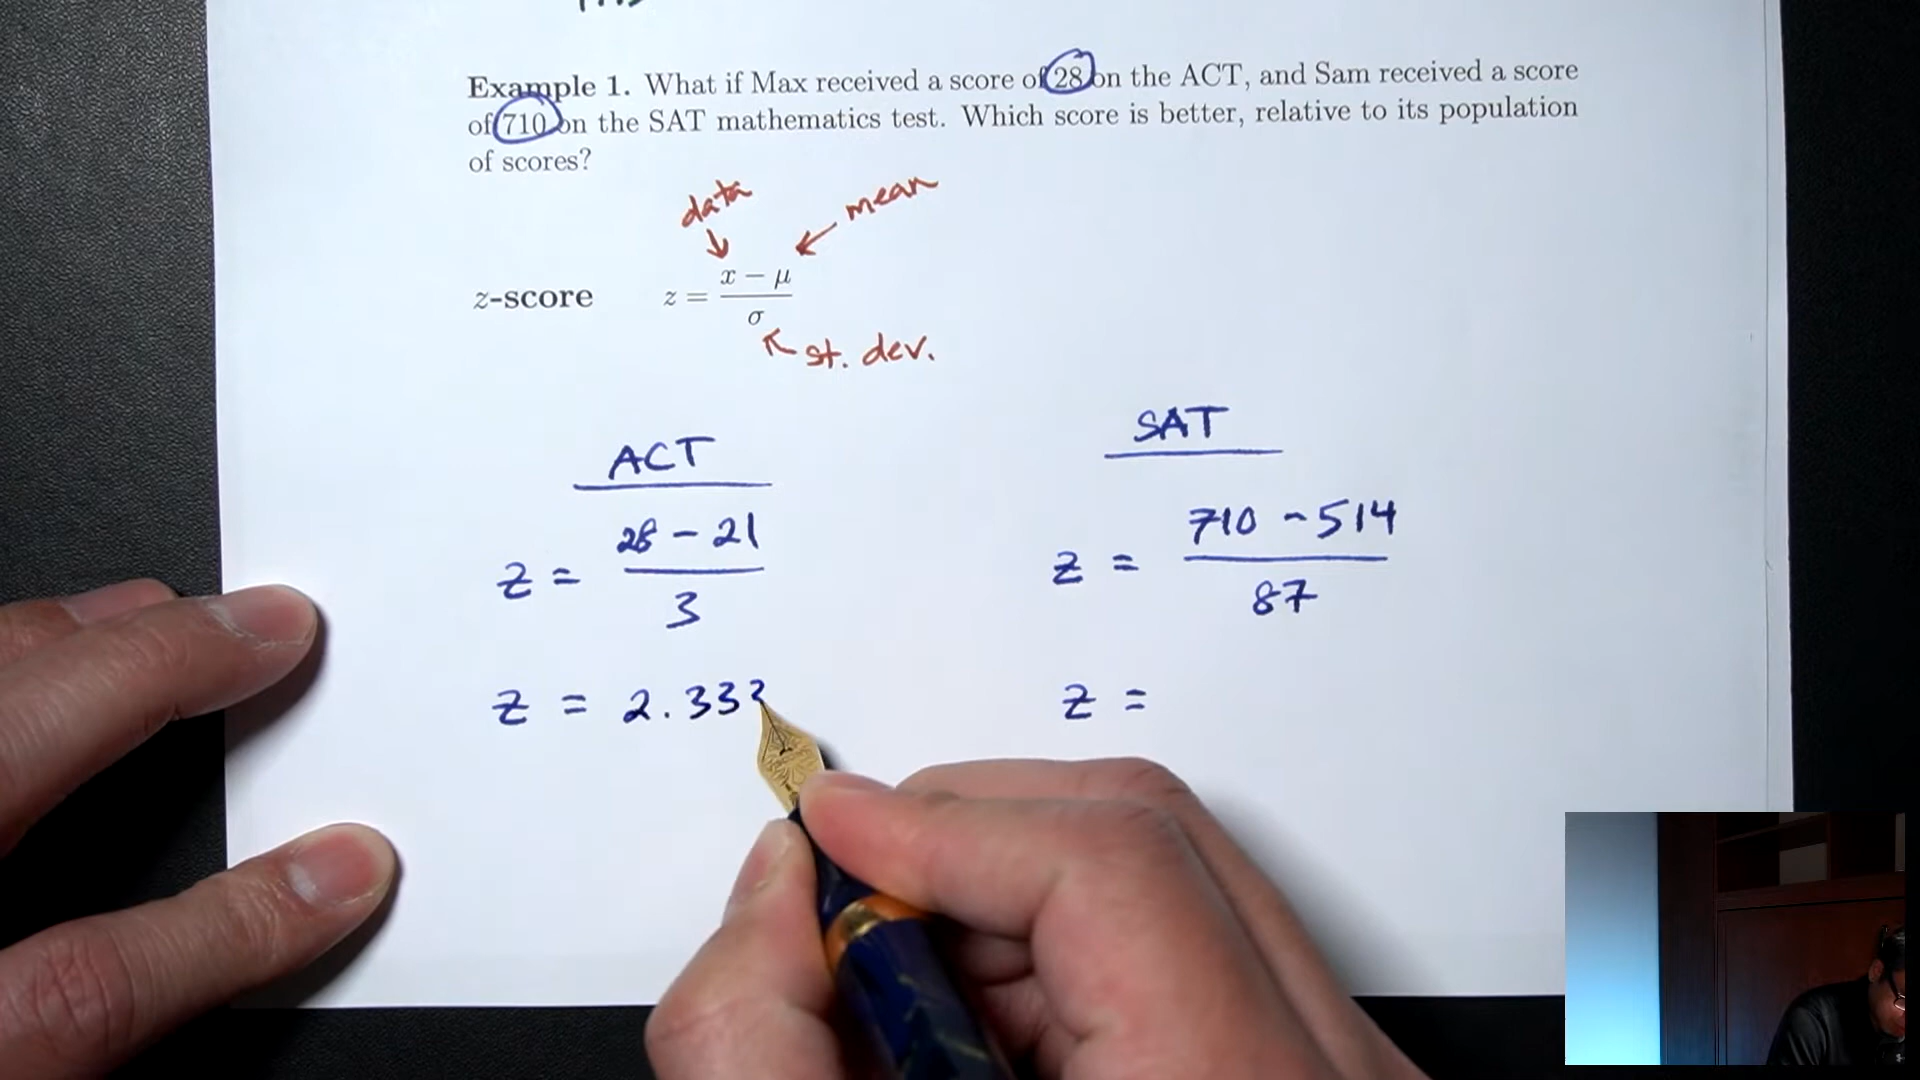 Example 1. What if Max received a score of 28 on the ACT, and Sam received a score
of 710 on the SAT mathematics test. Which score is better, relative to its population
of scores?
data
mean
z-score z = x − μ / σ
st. dev.
ACT
z = 28 - 21 / 3
z = 2.333
SAT
z = 710 - 514 / 87
z =